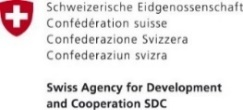 Schweizerische Eidgenossenschaft
Confédération suisse
Confederazione Svizzera
Confederaziun svizra
Swiss Agency for Development
and Cooperation SDC